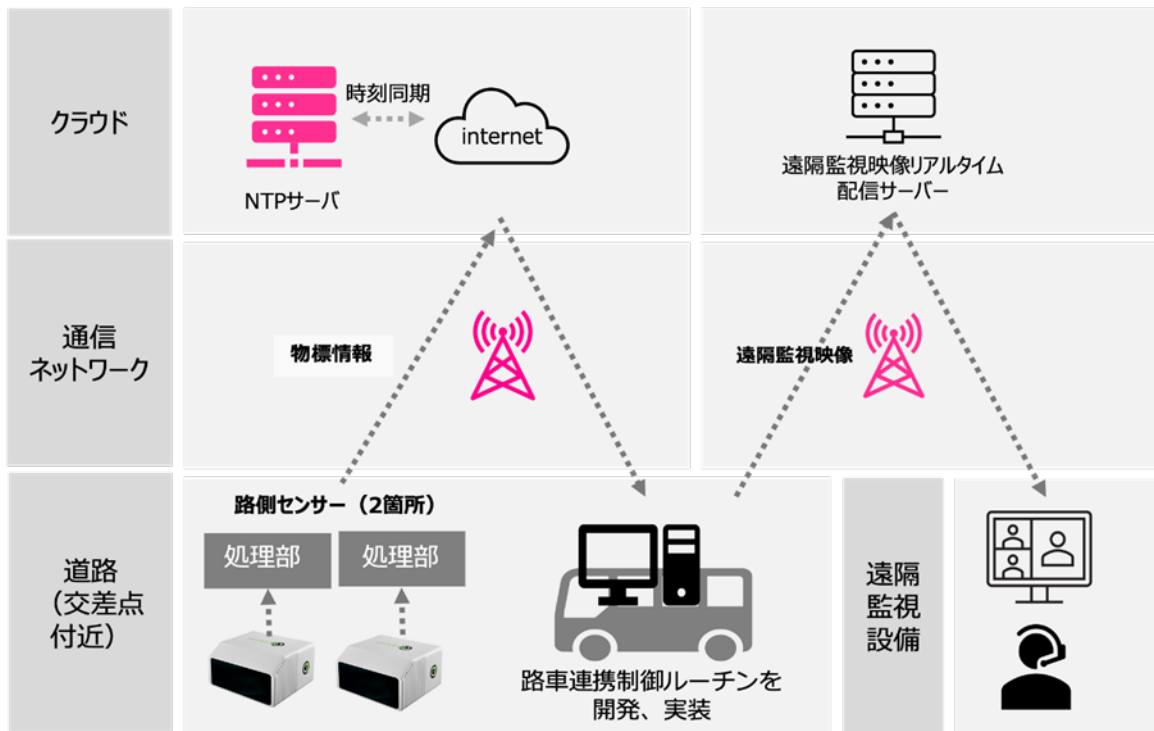 クラウド
時刻同期
internet
NTPサーバ
遠隔監視映像リアルタイム
配信サーバー
通信
ネットワーク
物標情報
遠隔監視映像
道路
（交差点
付近）
路側センサー（2箇所）
処理部
処理部
路車連携制御ルーチンを
開発、実装
遠隔
監視
設備